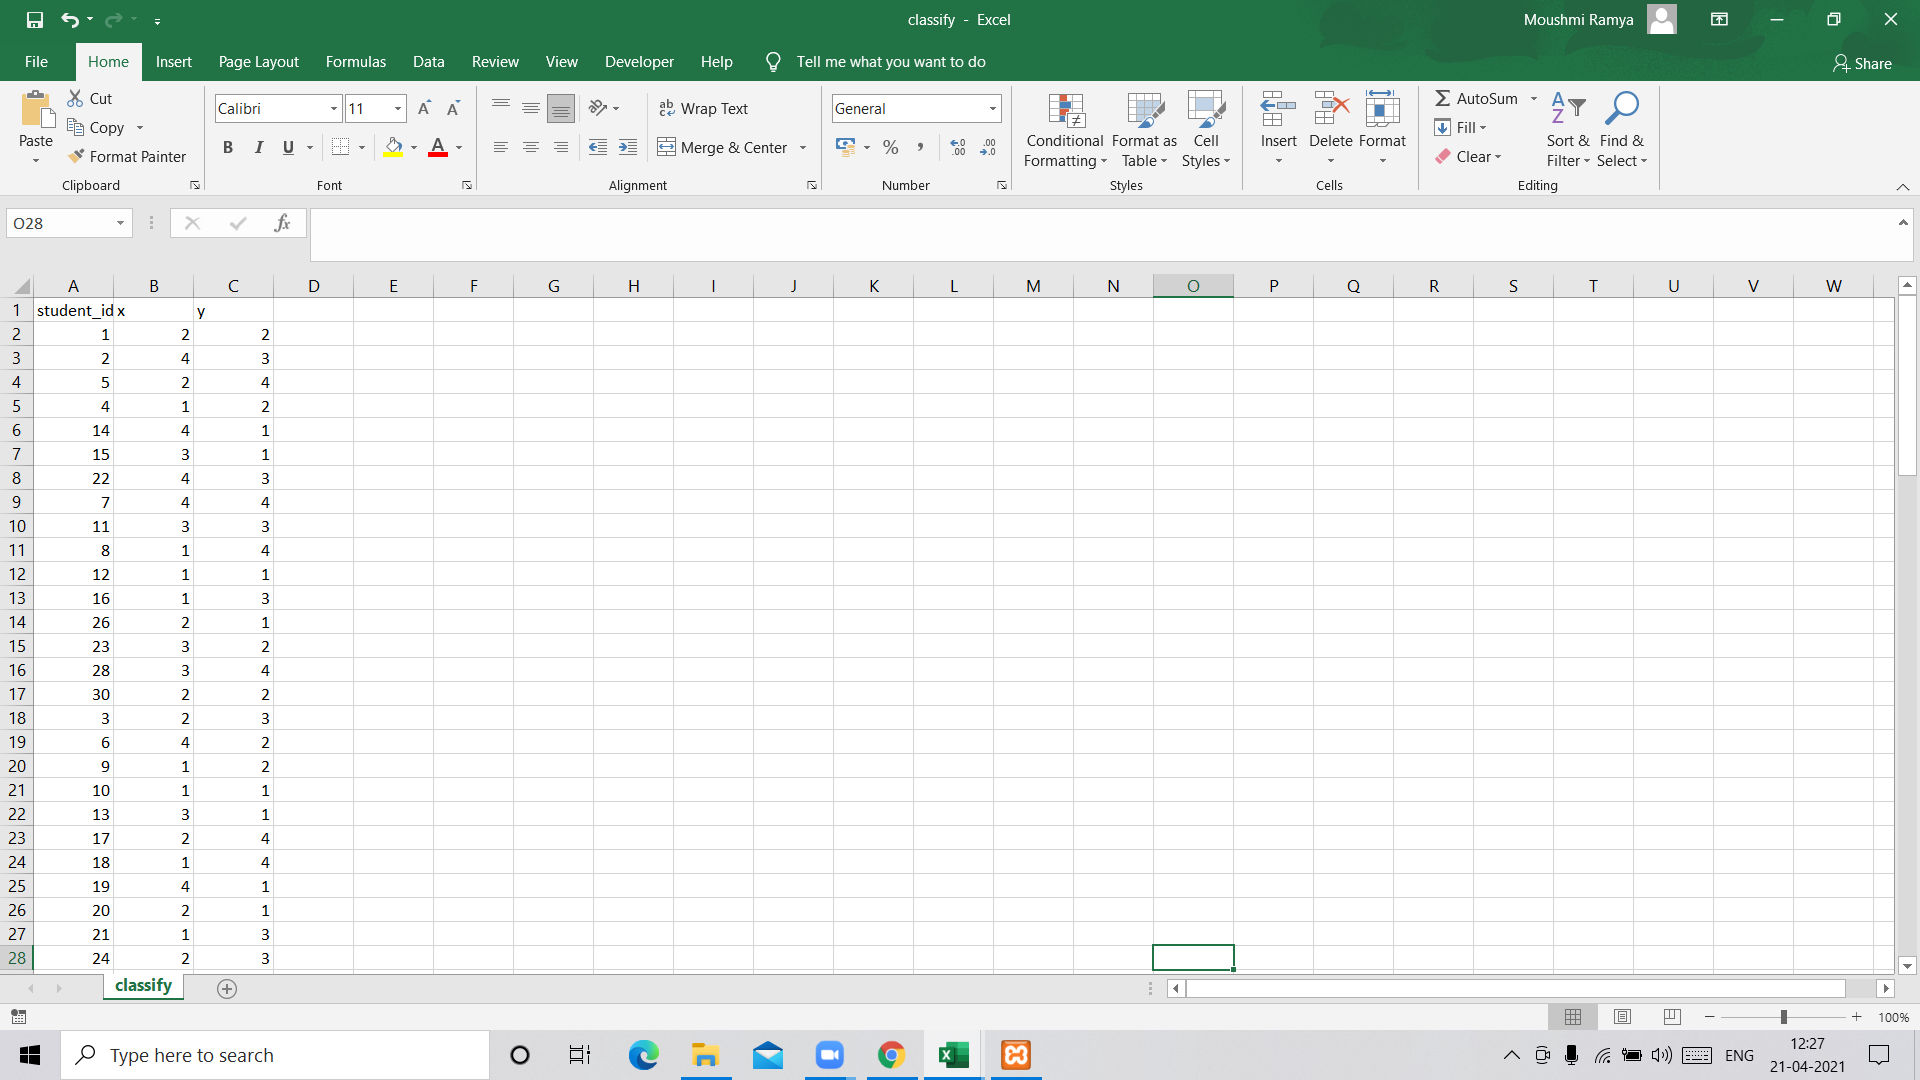 classify - Excel
Moushmi Ramya
File Home Insert Page Layout Formulas Data Review View Developer Help Tell me what you want to do Share
Paste
Cut
Copy
Format Painter
Clipboard
Calibri 11
B I U A
Font
Wrap Text
Merge & Center
Alignment
General
%
Number
Conditional Formatting
Format as Table
Cell Styles
Styles
Insert
Delete
Format
Cells
AutoSum
Fill
Clear
Sort & Filter
Find & Select
Editing
O28 fx
A B C D E F G H I J K L M N O P Q R S T U V W
1 student_id x y
2 1 2 2
3 2 4 3
4 5 2 4
5 4 1 2
6 14 4 1
7 15 3 1
8 22 4 3
9 7 4 4
10 11 3 3
11 8 1 4
12 12 1 1
13 16 1 3
14 26 2 1
15 23 3 2
16 28 3 4
17 30 2 2
18 3 2 3
19 6 4 2
20 9 1 2
21 10 1 1
22 13 3 1
23 17 2 4
24 18 1 4
25 19 4 1
26 20 2 1
27 21 1 3
28 24 2 3
classify
100%
Type here to search
ENG
12:27
21-04-2021